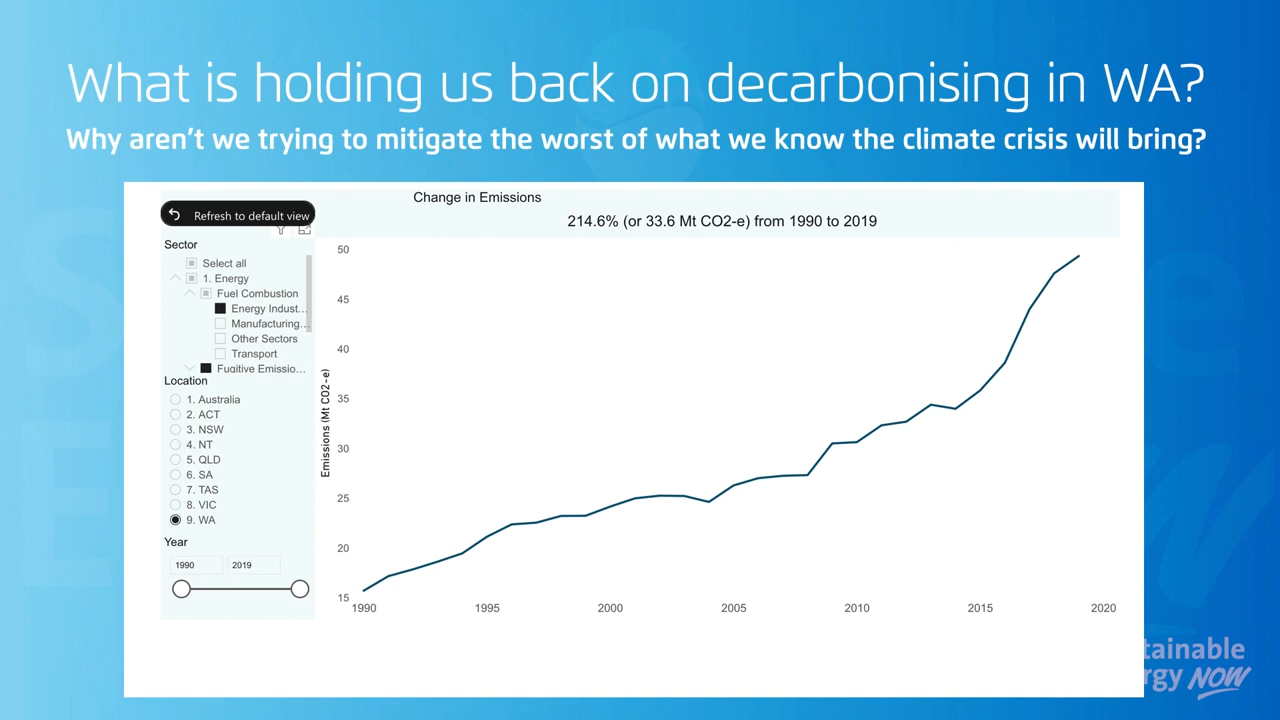 What is holding us back on decarbonising in WA?
Why aren't we trying to mitigate the worst of what we know the climate crisis will bring?
Refresh to default view
Change in Emissions
214.6% (or 33.6 Mt CO2-e) from 1990 to 2019
Sector
Select all
1. Energy
Fuel Combustion
Energy Indust...
Manufacturing...
Other Sectors
Transport
Fugitive Emissio...
Location
1. Australia
2. ACT
3. NSW
4. NT
5. QLD
6. SA
7. TAS
8. VIC
9. WA
Year
1990 2019
Emissions (Mt CO2-e)
50
45
40
35
30
25
20
15
1990 1995 2000 2005 2010 2015 2020
tainable
rgy NOW